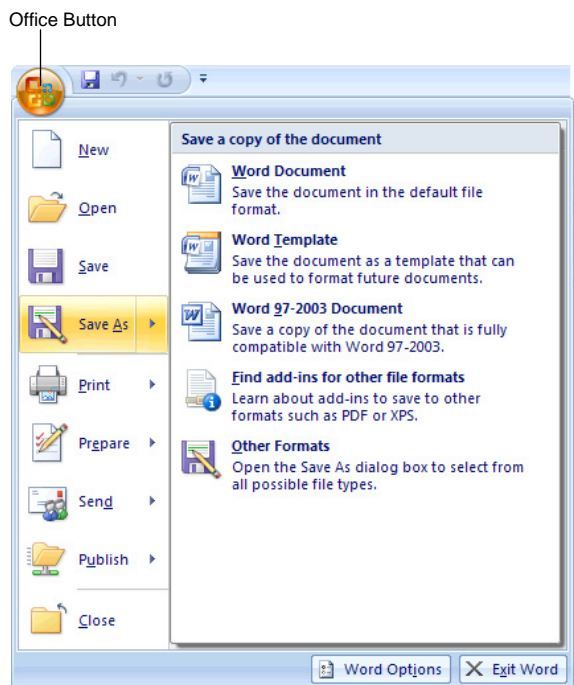 Office Button
New
Open
Save
Save As
Print
Prepare
Send
Publish
Close
Save a copy of the document
Word Document
Save the document in the default file
format.
Word Template
Save the document as a template that can
be used to format future documents.
Word 97-2003 Document
Save a copy of the document that is fully
compatible with Word 97-2003.
Find add-ins for other file formats
Learn about add-ins to save to other
formats such as PDF or XPS.
Other Formats
Open the Save As dialog box to select from
all possible file types.
Word Options
Exit Word